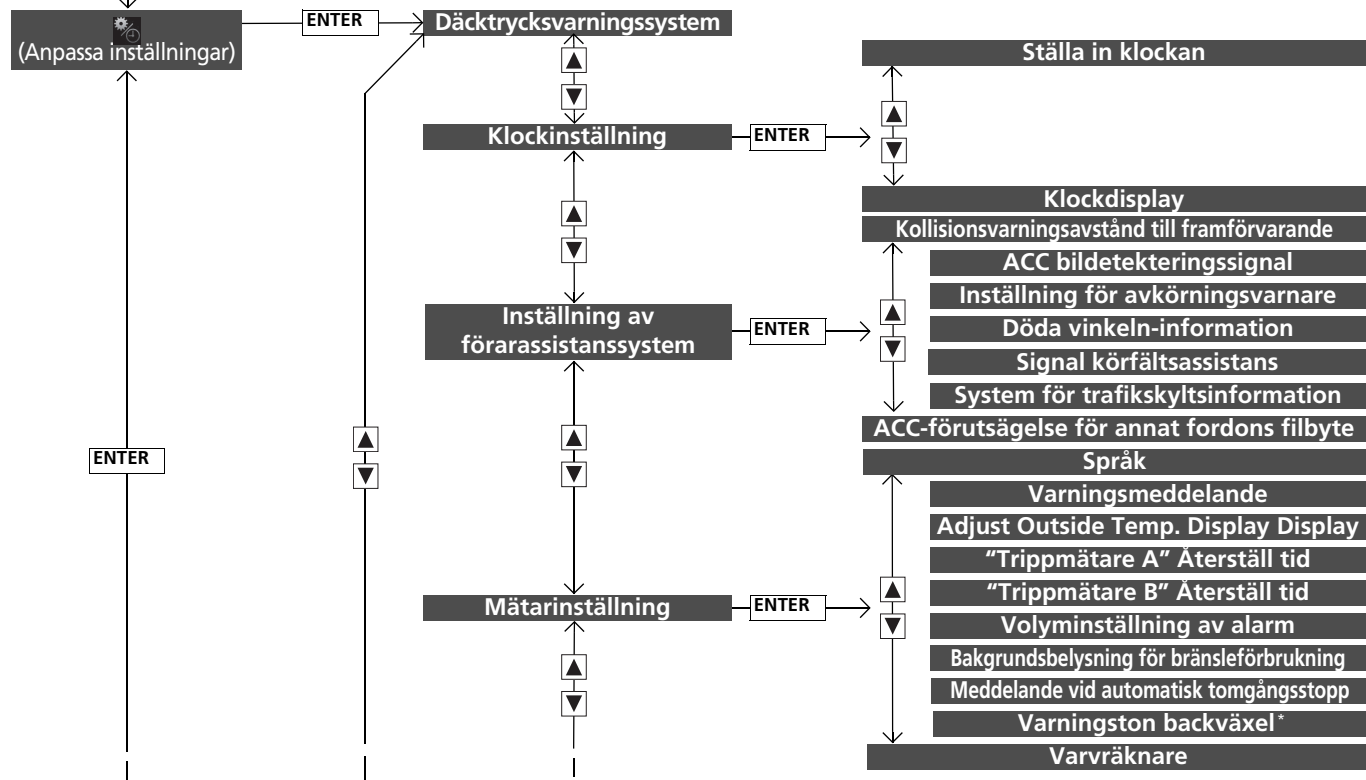 (Anpassa inställningar)
ENTER
Däcktrycksvarningssystem
▲
▼
Ställa in klockan
▲
▼
Klockinställning
ENTER
Klockdisplay
▲
▼
Kollisionsvarningsavstånd till framförvarande
ACC bildetekteringssignal
Inställning för avkörningsvarnare
Inställning av
förarassistanssystem
ENTER
▲
▼
Döda vinkeln-information
Signal körfältsassistans
System för trafikskyltsinformation
ACC-förutsägelse för annat fordons filbyte
ENTER
▲
▼
▲
▼
Språk
Varningsmeddelande
Adjust Outside Temp. Display Display
“Trippmätare A” Återställ tid
“Trippmätare B” Återställ tid
Mätarinställning
ENTER
▲
▼
Volyminställning av alarm
Bakgrundsbelysning för bränsleförbrukning
▲
▼
Meddelande vid automatisk tomgångsstopp
Varningston backväxel*
Varvräknare